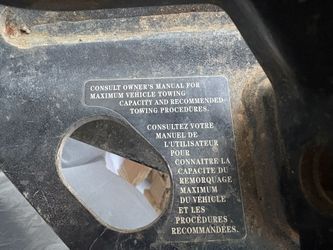 CONSULT OWNER'S MANUAL FOR
MAXIMUM VEHICLE TOWING
CAPACITY AND RECOMMENDED
TOWING PROCEDURES.
CONSULTEZ VOTRE
MANUEL DE
L'UTILISATEUR
POUR
CONNAITRE LA
CAPACITE DU
REMORQUAGE
MAXIMUM
DU VÉHICLE
ET LES
PROCÉDURES
RECOMMANDÉES.